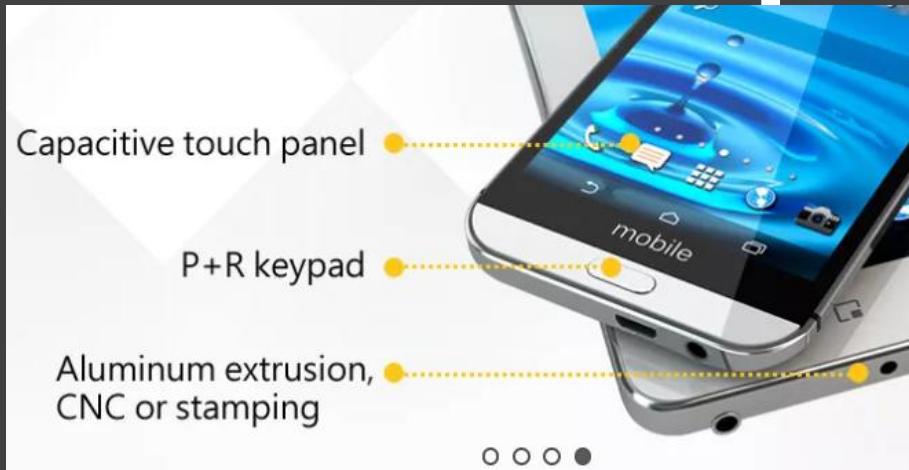 Capacitive touch panel
mobile
P+R keypad
Aluminum extrusion,
CNC or stamping